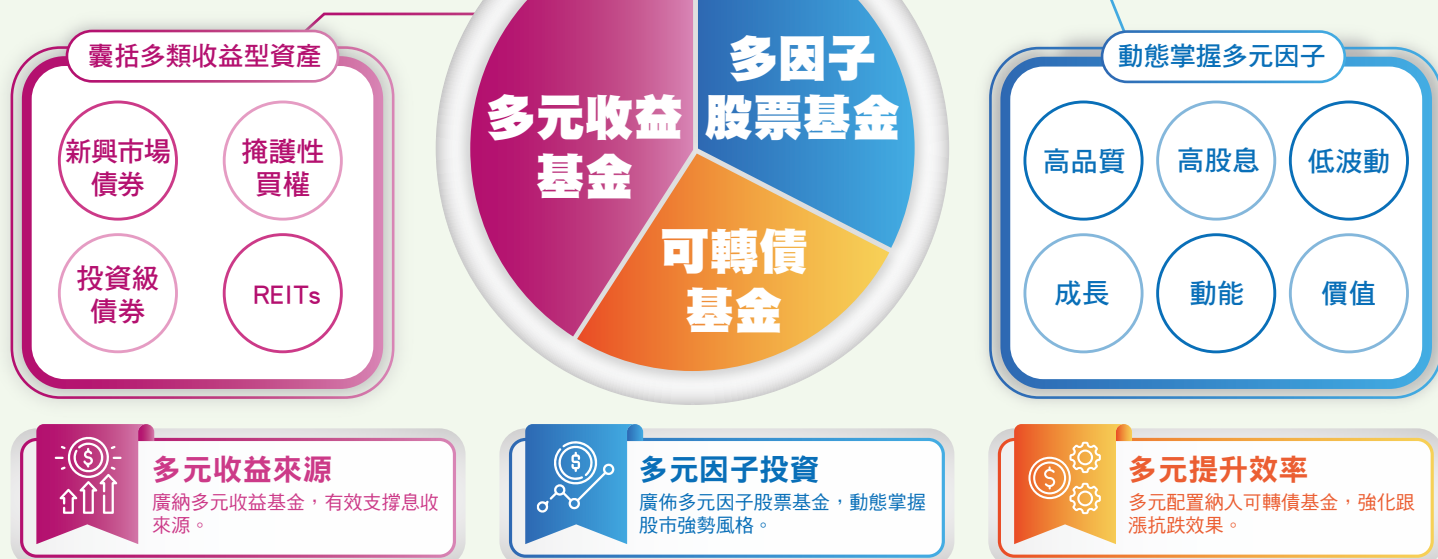 囊括多類收益型資產
新興市場
債券
掩護性
買權
投資級
債券
REITs
多元收益
基金
多因子
股票基金
可轉債
基金
動態掌握多元因子
高品質
高股息
低波動
成長
動能
價值
多元收益來源
廣納多元收益基金，有效支撐息收
來源。
多元因子投資
廣佈多元因子股票基金，動態掌握
股市強勢風格。
多元提升效率
多元配置納入可轉債基金，強化跟
漲抗跌效果。